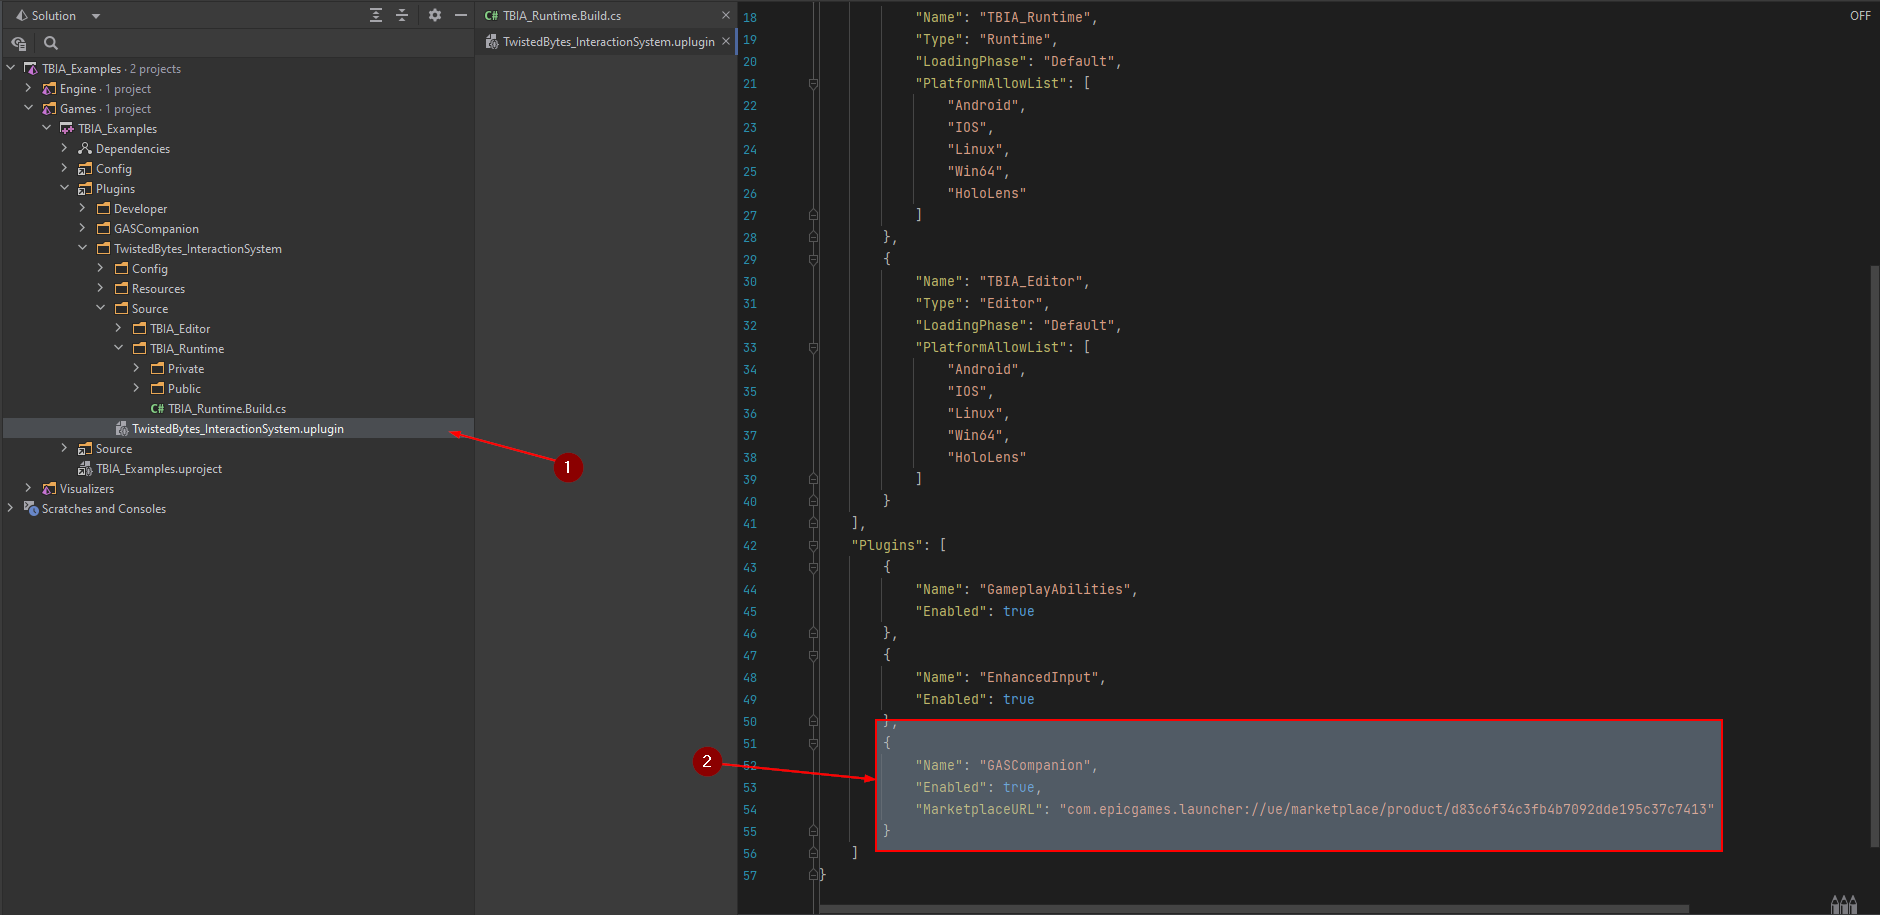 Solution
TBIA_Examples · 2 projects
Engine · 1 project
Games · 1 project
TBIA_Examples
Dependencies
Config
Plugins
Developer
GASCompanion
TwistedBytes_InteractionSystem
Config
Resources
Source
TBIA_Editor
TBIA_Runtime
Private
Public
C# TBIA_Runtime.Build.cs
TwistedBytes_InteractionSystem.uplugin
Source
TBIA_Examples.uproject
Visualizers
Scratches and Consoles
1
C# TBIA_Runtime.Build.cs
TwistedBytes_InteractionSystem.uplugin
2
OFF
18 "Name": "TBIA_Runtime",
19 "Type": "Runtime",
20 "LoadingPhase": "Default",
21 "PlatformAllowList": [
22 "Android",
23 "IOS",
24 "Linux",
25 "Win64",
26 "HoloLens"
27 ]
28 },
29 {
30 "Name": "TBIA_Editor",
31 "Type": "Editor",
32 "LoadingPhase": "Default",
33 "PlatformAllowList": [
34 "Android",
35 "IOS",
36 "Linux",
37 "Win64",
38 "HoloLens"
39 ]
40 }
41 ],
42 "Plugins": [
43 {
44 "Name": "GameplayAbilities",
45 "Enabled": true
46 },
47 {
48 "Name": "EnhancedInput",
49 "Enabled": true
50 },
51 {
52 "Name": "GASCompanion",
53 "Enabled": true,
54 "MarketplaceURL": "com.epicgames.launcher://ue/marketplace/product/d83c6f34c3fb4b7092dde195c37c7413"
55 }
56 ]
57 }